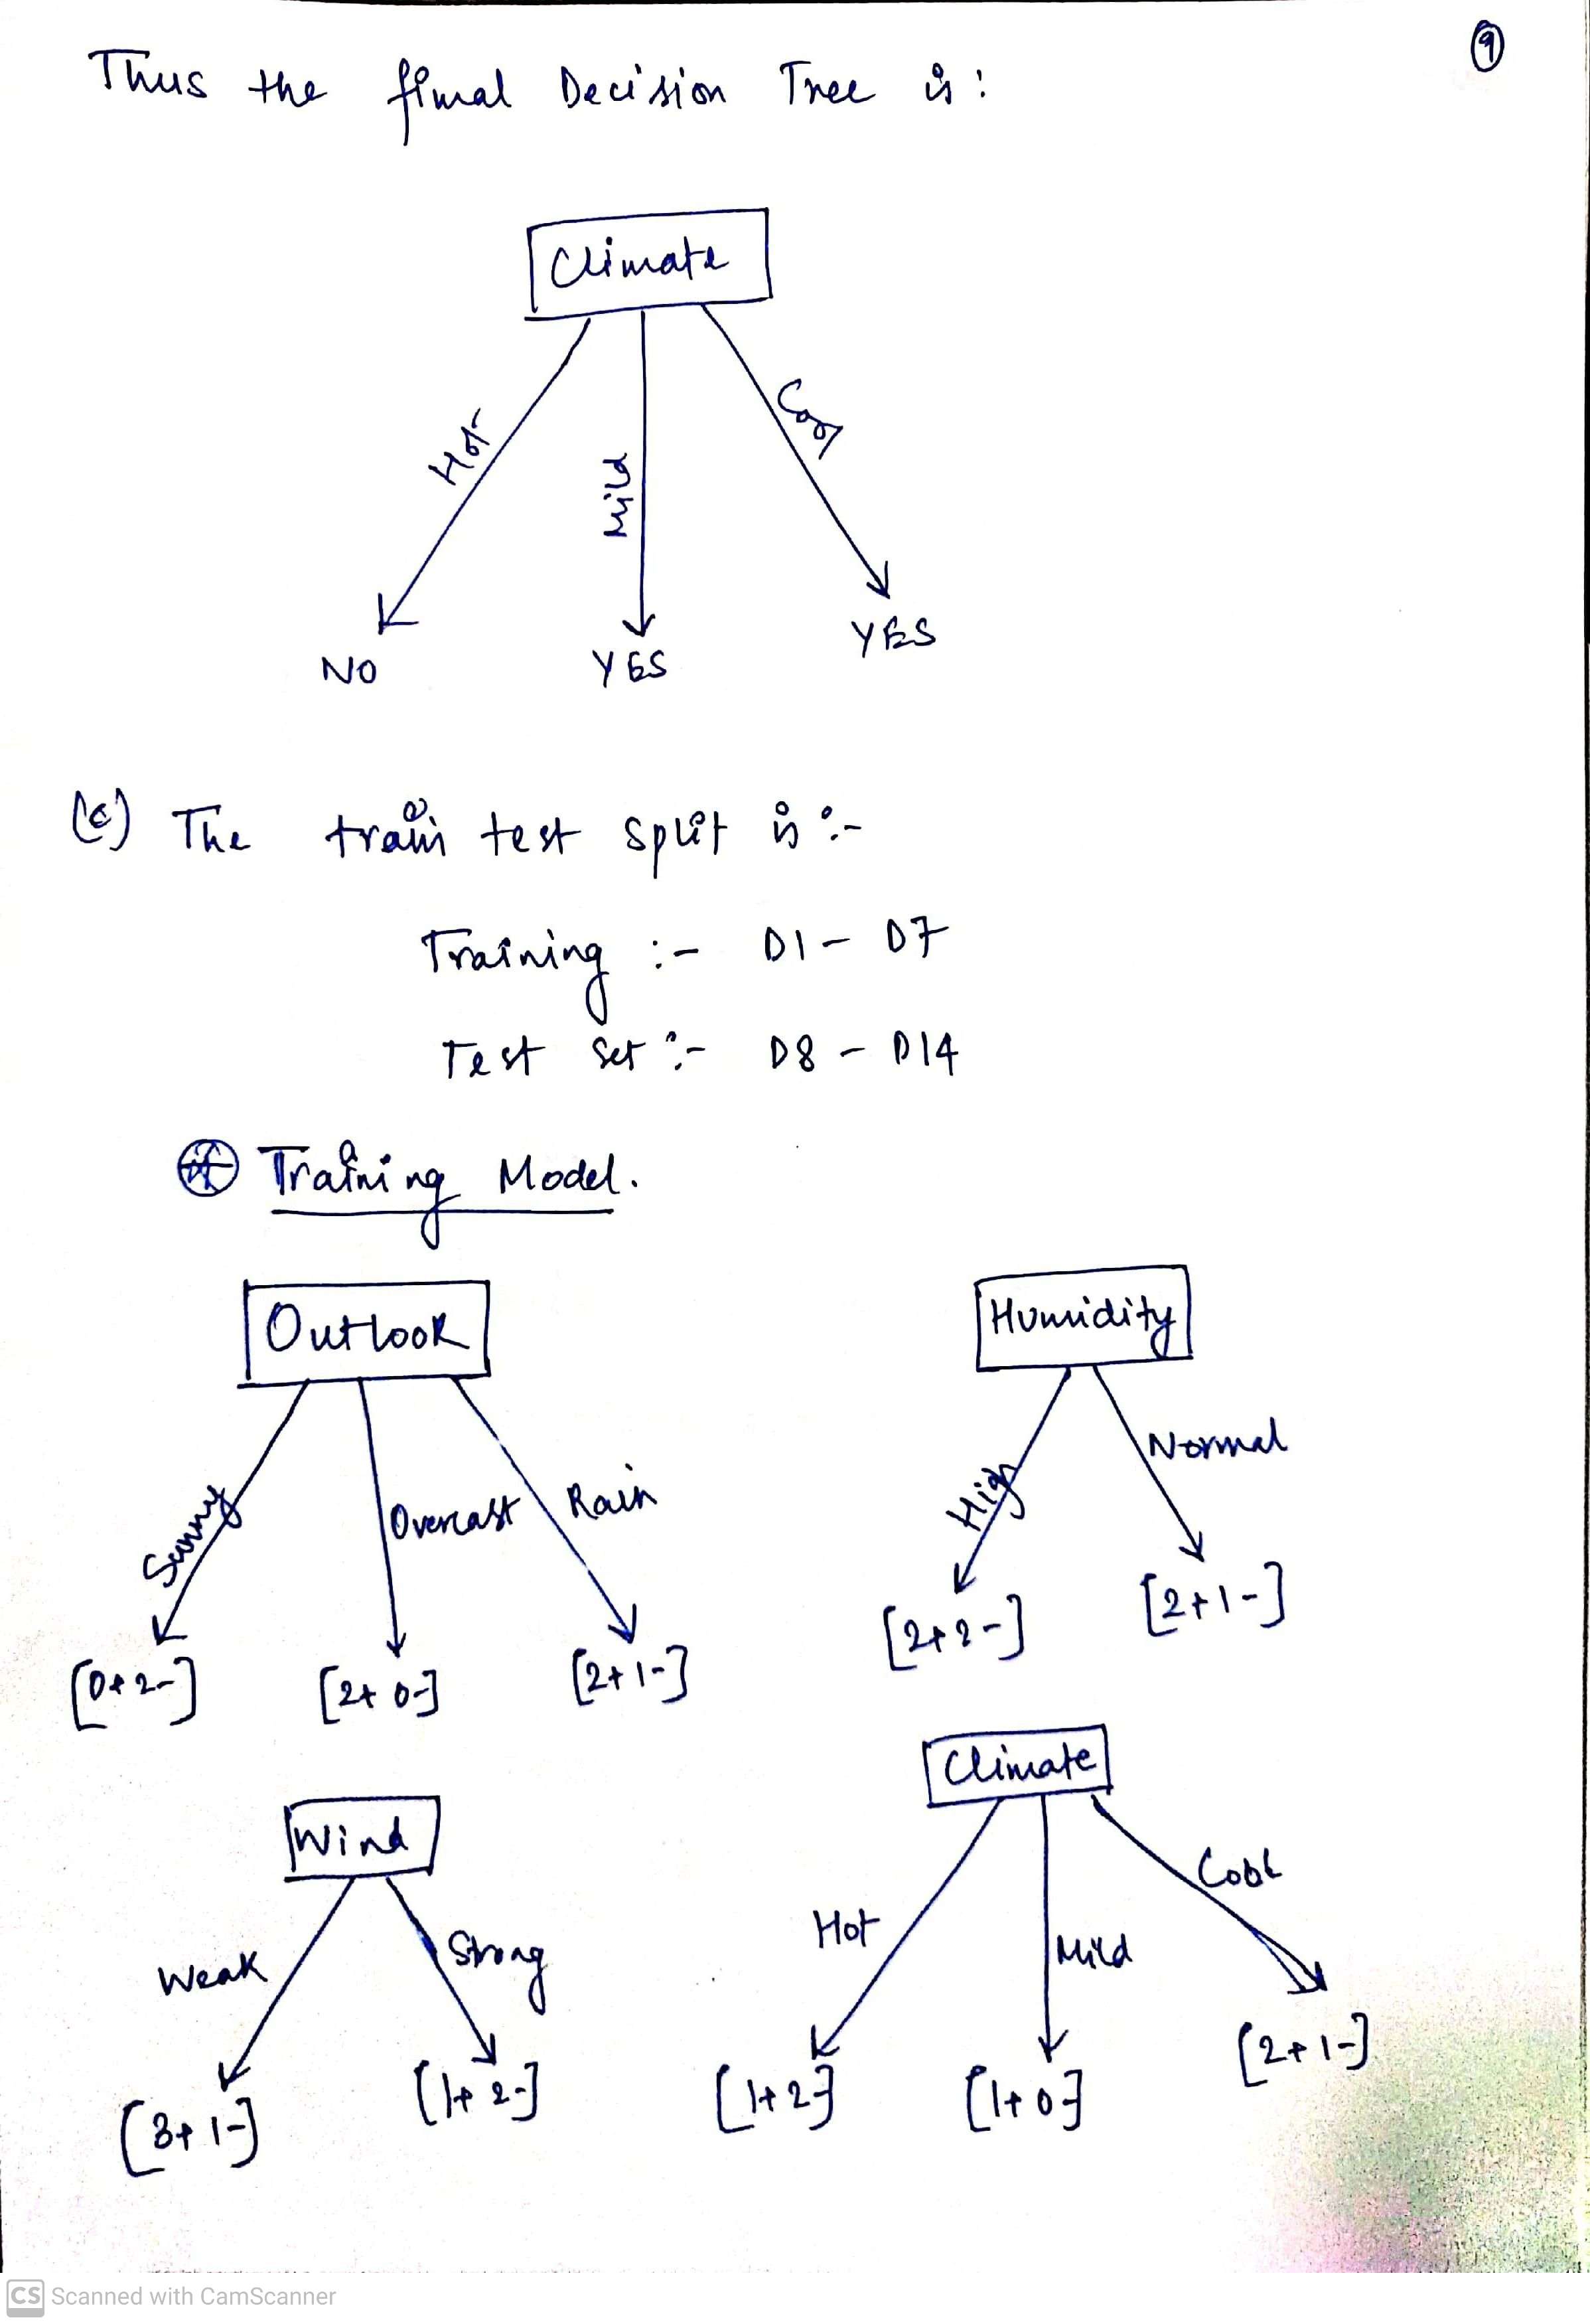 9
Thus the final Decision Tree is :
Climate
Hot
Mild
Cool
NO
YES
YES
(c) The train test split is :-
Training :- D1 - D7
Test Set :- D8 - D14
Training Model.
Outlook
Sunny
Overcast
Rain
[0+ 2-]
[2+ 0-]
[2+ 1-]
Humidity
High
Normal
[2+ 2-]
[2+ 1-]
Wind
Weak
Strong
[3+ 1-]
[1+ 2-]
Climate
Hot
Mild
Cool
[1+ 2-]
[1+ 0-]
[2+ 1-]
CS Scanned with CamScanner